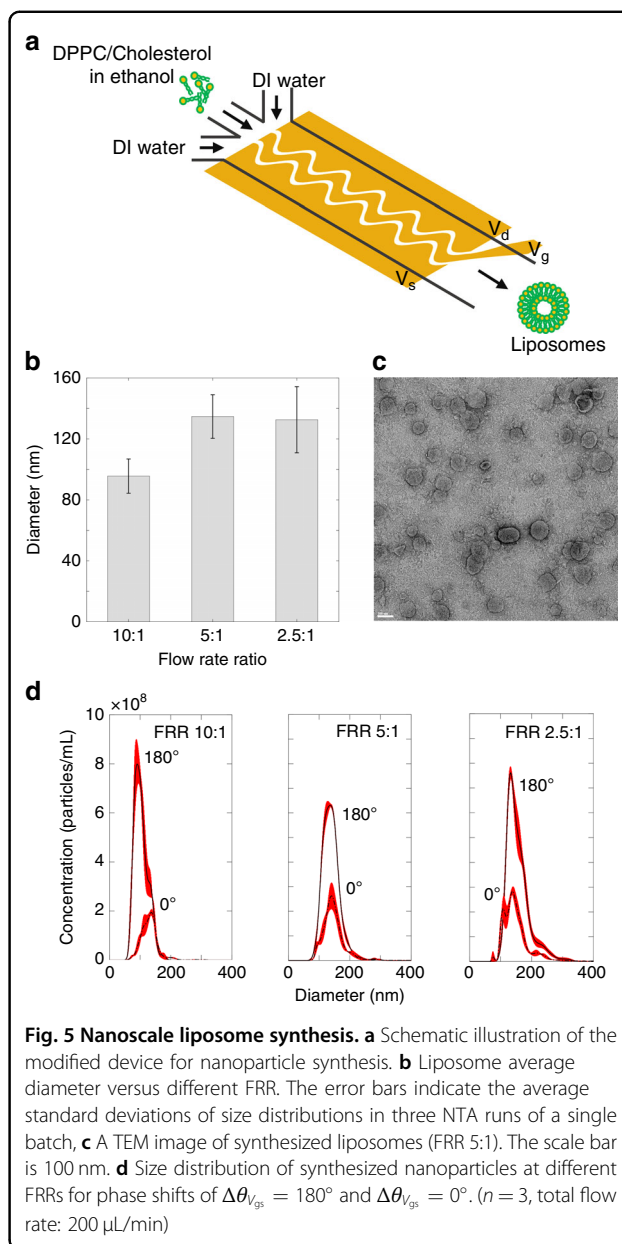 a
DPPC/Cholesterol
in ethanol
DI water
DI water
V_d
V_g
V_s
Liposomes
b
160
120
80
40
0
Diameter (nm)
10:1
5:1
2.5:1
Flow rate ratio
c
d
×10⁸
10
8
6
4
2
0
Concentration (particles/mL)
FRR 10:1
180°
0°
0
200
400
FRR 5:1
180°
0°
0
200
400
FRR 2.5:1
180°
0°
0
200
400
Diameter (nm)
Fig. 5 Nanoscale liposome synthesis. a Schematic illustration of the
modified device for nanoparticle synthesis. b Liposome average
diameter versus different FRR. The error bars indicate the average
standard deviations of size distributions in three NTA runs of a single
batch, c A TEM image of synthesized liposomes (FRR 5:1). The scale bar
is 100 nm. d Size distribution of synthesized nanoparticles at different
FRRs for phase shifts of Δθ_{V_{gs}} = 180° and Δθ_{V_{gs}} = 0°. (n = 3, total flow
rate: 200 μL/min)